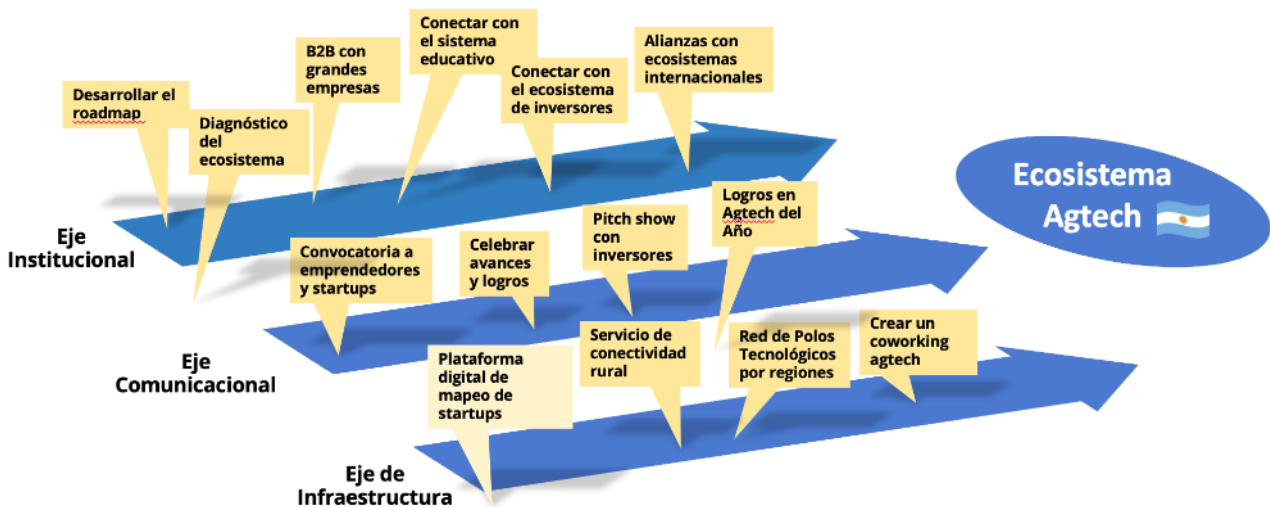 Desarrollar el
roadmap
Diagnóstico
del
ecosistema
B2B con
grandes
empresas
Conectar con
el sistema
educativo
Conectar con
el ecosistema
de inversores
Alianzas con
ecosistemas
internacionales
Eje
Institucional
Ecosistema
Agtech
Convocatoria a
emprendedores
y startups
Celebrar
avances
y logros
Pitch show
con
inversores
Logros en
Agtech del
Año
Eje
Comunicacional
Plataforma
digital de
mapeo de
startups
Servicio de
conectividad
rural
Red de Polos
Tecnológicos
por regiones
Crear un
coworking
agtech
Eje de
Infraestructura